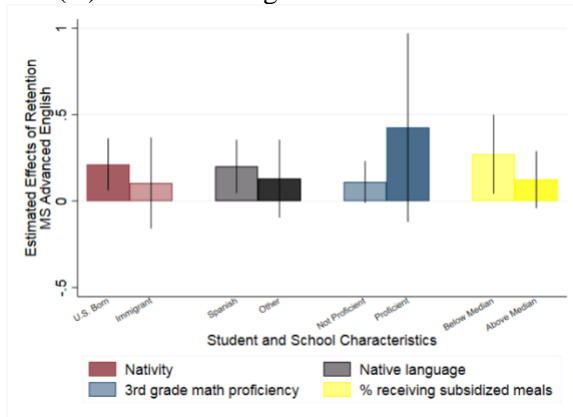 1
.5
0
-.5
Estimated Effects of Retention
MS Advanced English
U.S. Born
Immigrant
Spanish
Other
Not Proficient
Proficient
Below Median
Above Median
Student and School Characteristics
Nativity
Native language
3rd grade math proficiency
% receiving subsidized meals